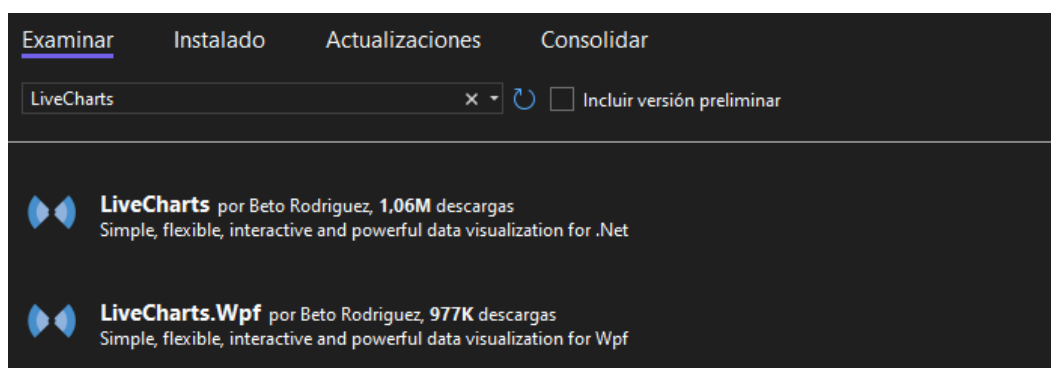 Examinar Instalado Actualizaciones Consolidar
LiveCharts Incluir versión preliminar
LiveCharts por Beto Rodriguez, 1,06M descargas
Simple, flexible, interactive and powerful data visualization for .Net
LiveCharts.Wpf por Beto Rodriguez, 977K descargas
Simple, flexible, interactive and powerful data visualization for Wpf